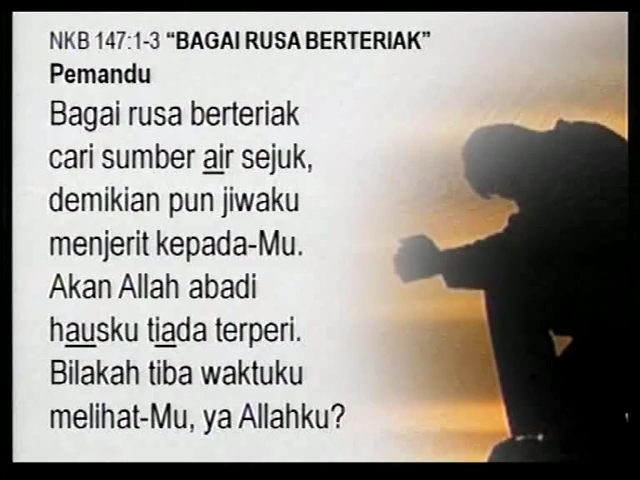 NKB 147:1-3 “BAGAI RUSA BERTERIAK”
Pemandu
Bagai rusa berteriak
cari sumber air sejuk,
demikian pun jiwaku
menjerit kepada-Mu.
Akan Allah abadi
hausku tiada terperi.
Bilakah tiba waktuku
melihat-Mu, ya Allahku?